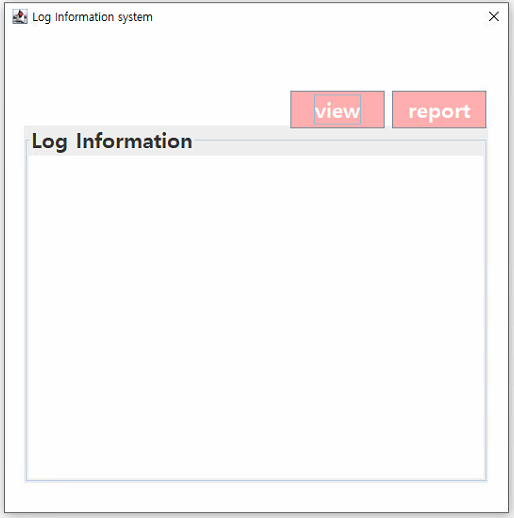 Log Information system
view
report
Log Information